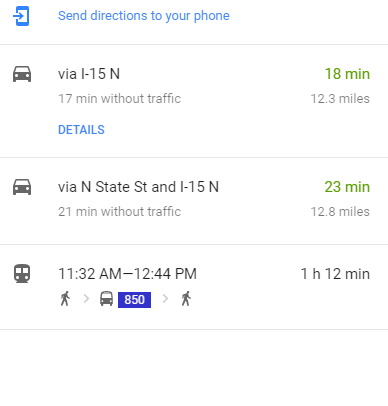 Send directions to your phone
via I-15 N 18 min
17 min without traffic 12.3 miles
DETAILS
via N State St and I-15 N 23 min
21 min without traffic 12.8 miles
11:32 AM—12:44 PM 1 h 12 min
850